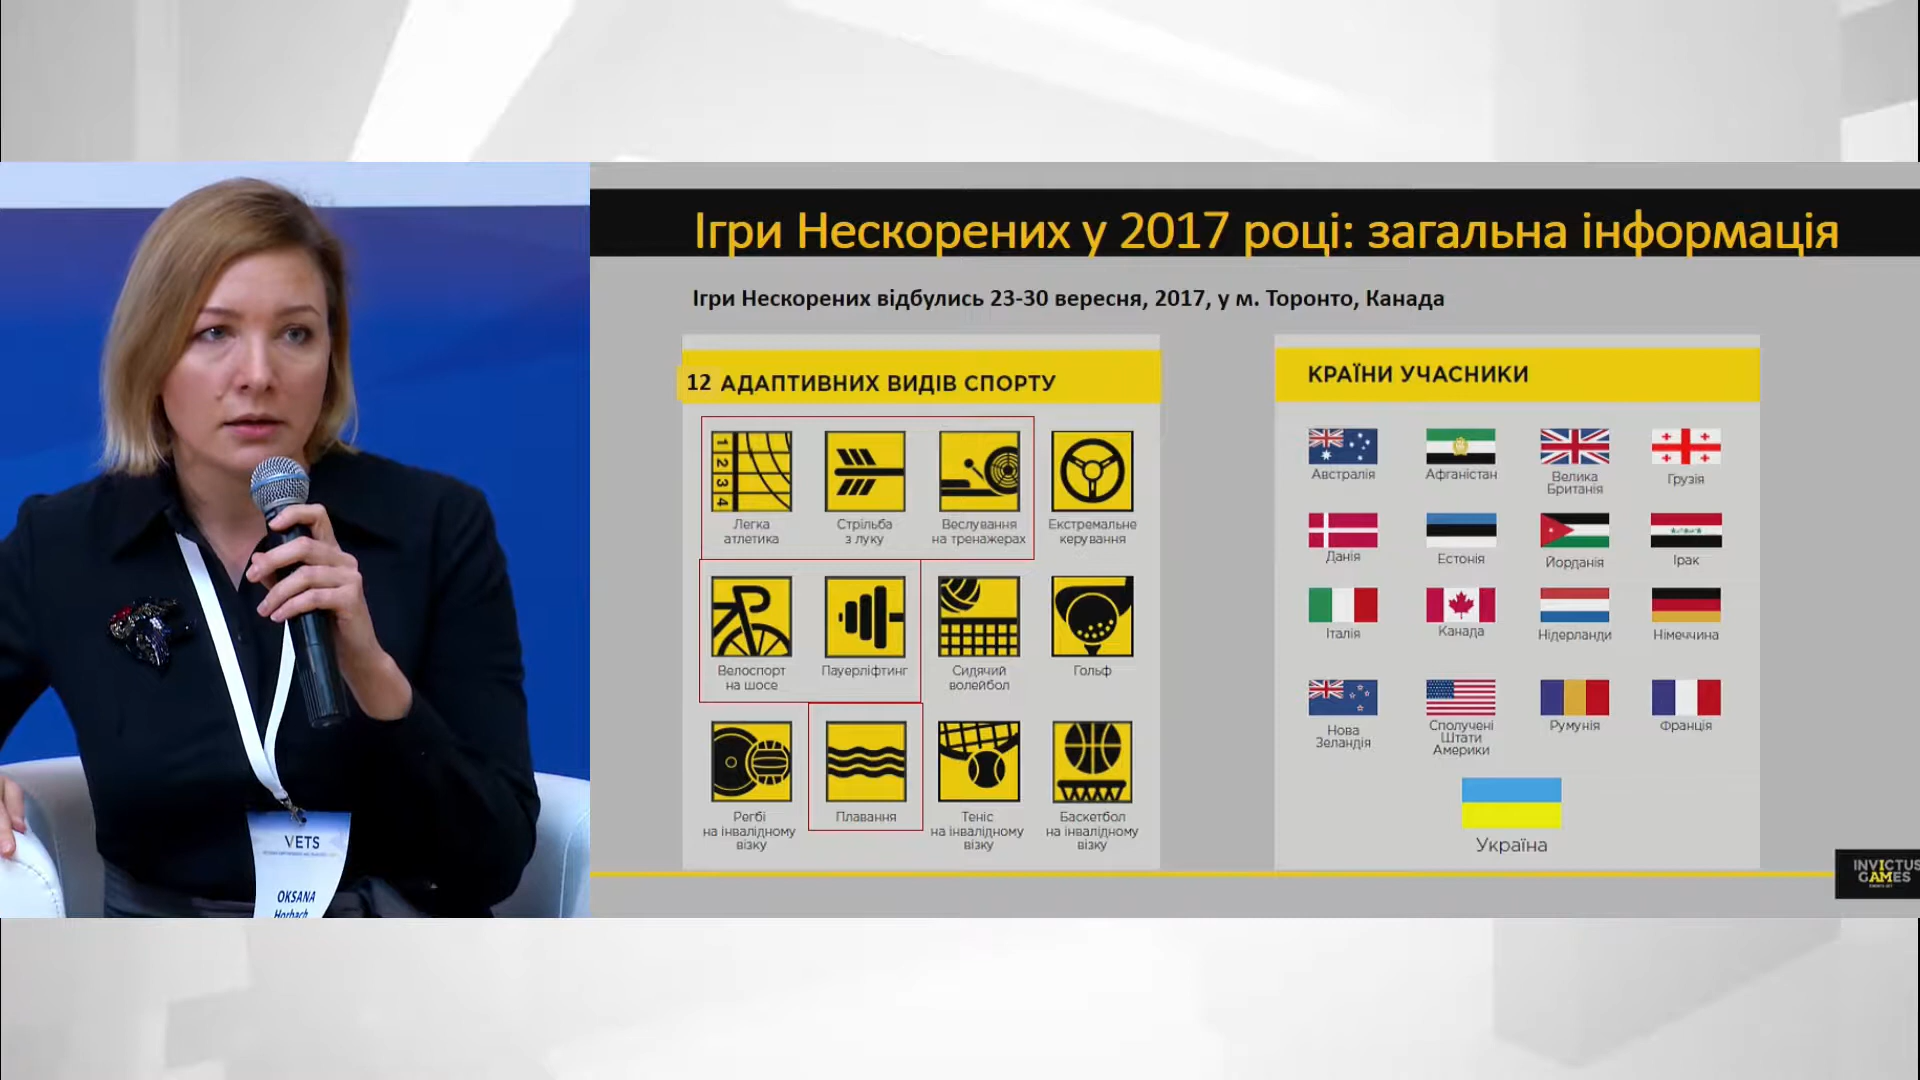 Ігри Нескорених у 2017 році: загальна інформація
Ігри Нескорених відбулись 23-30 вересня, 2017, у м. Торонто, Канада
12 АДАПТИВНИХ ВИДІВ СПОРТУ
1
2
3
4
Легка
атлетика
Стрільба
з луку
Веслування
на тренажерах
Екстремальне
керування
Велоспорт
на шосе
Пауерліфтинг
Сидячий
волейбол
Гольф
Регбі
на інвалідному
візку
Плавання
Теніс
на інвалідному
візку
Баскетбол
на інвалідному
візку
КРАЇНИ УЧАСНИКИ
Австралія
Афганістан
Велика
Британія
Грузія
Данія
Естонія
Йорданія
Ірак
Італія
Канада
Нідерланди
Німеччина
Нова
Зеландія
Сполучені
Штати
Америки
Румунія
Франція
Україна
INVICTUS
GAMES
VETS
OKSANA
Horbach